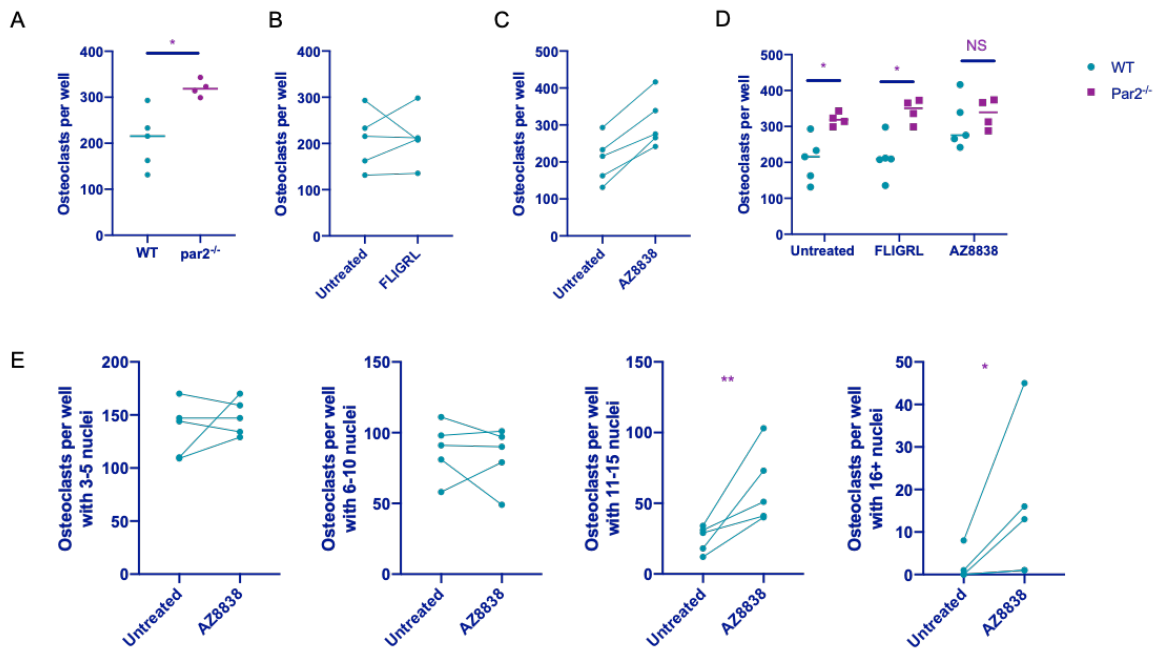 A
*
Osteoclasts per well
400
300
200
100
0
WT
par2-/-
B
Osteoclasts per well
400
300
200
100
0
Untreated
FLIGRL
C
Osteoclasts per well
500
400
300
200
100
0
Untreated
AZ8838
D
Osteoclasts per well
500
400
300
200
100
0
*
*
NS
Untreated
FLIGRL
AZ8838
WT
Par2-/-
E
Osteoclasts per well
with 3-5 nuclei
200
150
100
50
0
Untreated
AZ8838
Osteoclasts per well
with 6-10 nuclei
150
100
50
0
Untreated
AZ8838
Osteoclasts per well
with 11-15 nuclei
150
100
50
0
**
Untreated
AZ8838
Osteoclasts per well
with 16+ nuclei
50
40
30
20
10
0
*
Untreated
AZ8838